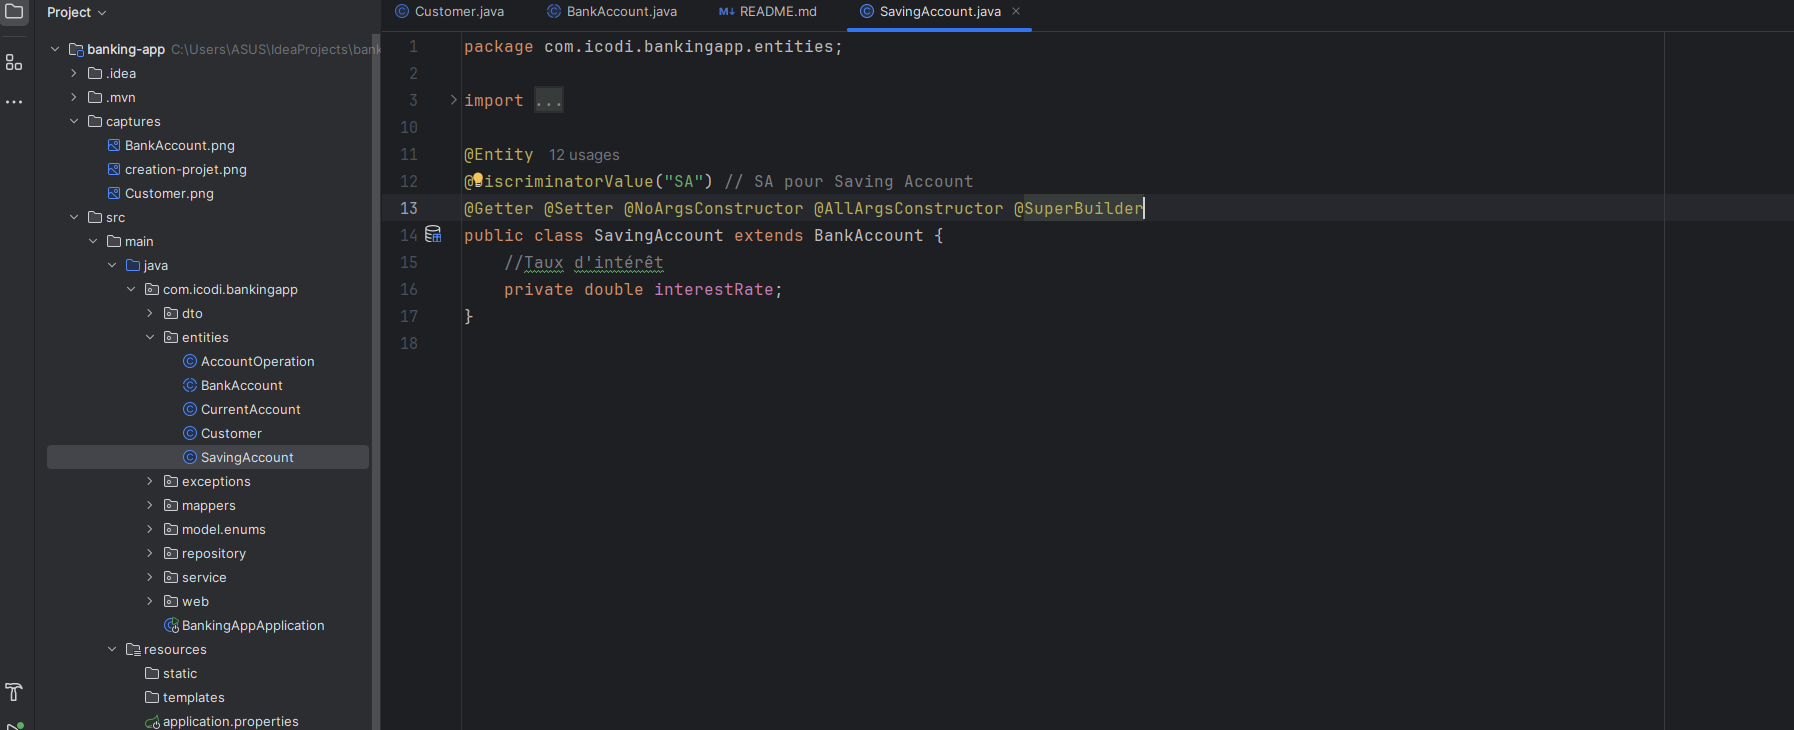 Project
banking-app C:\Users\ASUS\IdeaProjects\bank
.idea
.mvn
captures
BankAccount.png
creation-projet.png
Customer.png
src
main
java
com.icodi.bankingapp
dto
entities
AccountOperation
BankAccount
CurrentAccount
Customer
SavingAccount
exceptions
mappers
model.enums
repository
service
web
BankingAppApplication
resources
static
templates
application.properties
Customer.java BankAccount.java M↓ README.md SavingAccount.java ×
1 package com.icodi.bankingapp.entities;
2
3 import ...
10
11 @Entity 12 usages
12 @DiscriminatorValue("SA") // SA pour Saving Account
13 @Getter @Setter @NoArgsConstructor @AllArgsConstructor @SuperBuilder
14 public class SavingAccount extends BankAccount {
15 //Taux d'intérêt
16 private double interestRate;
17 }
18